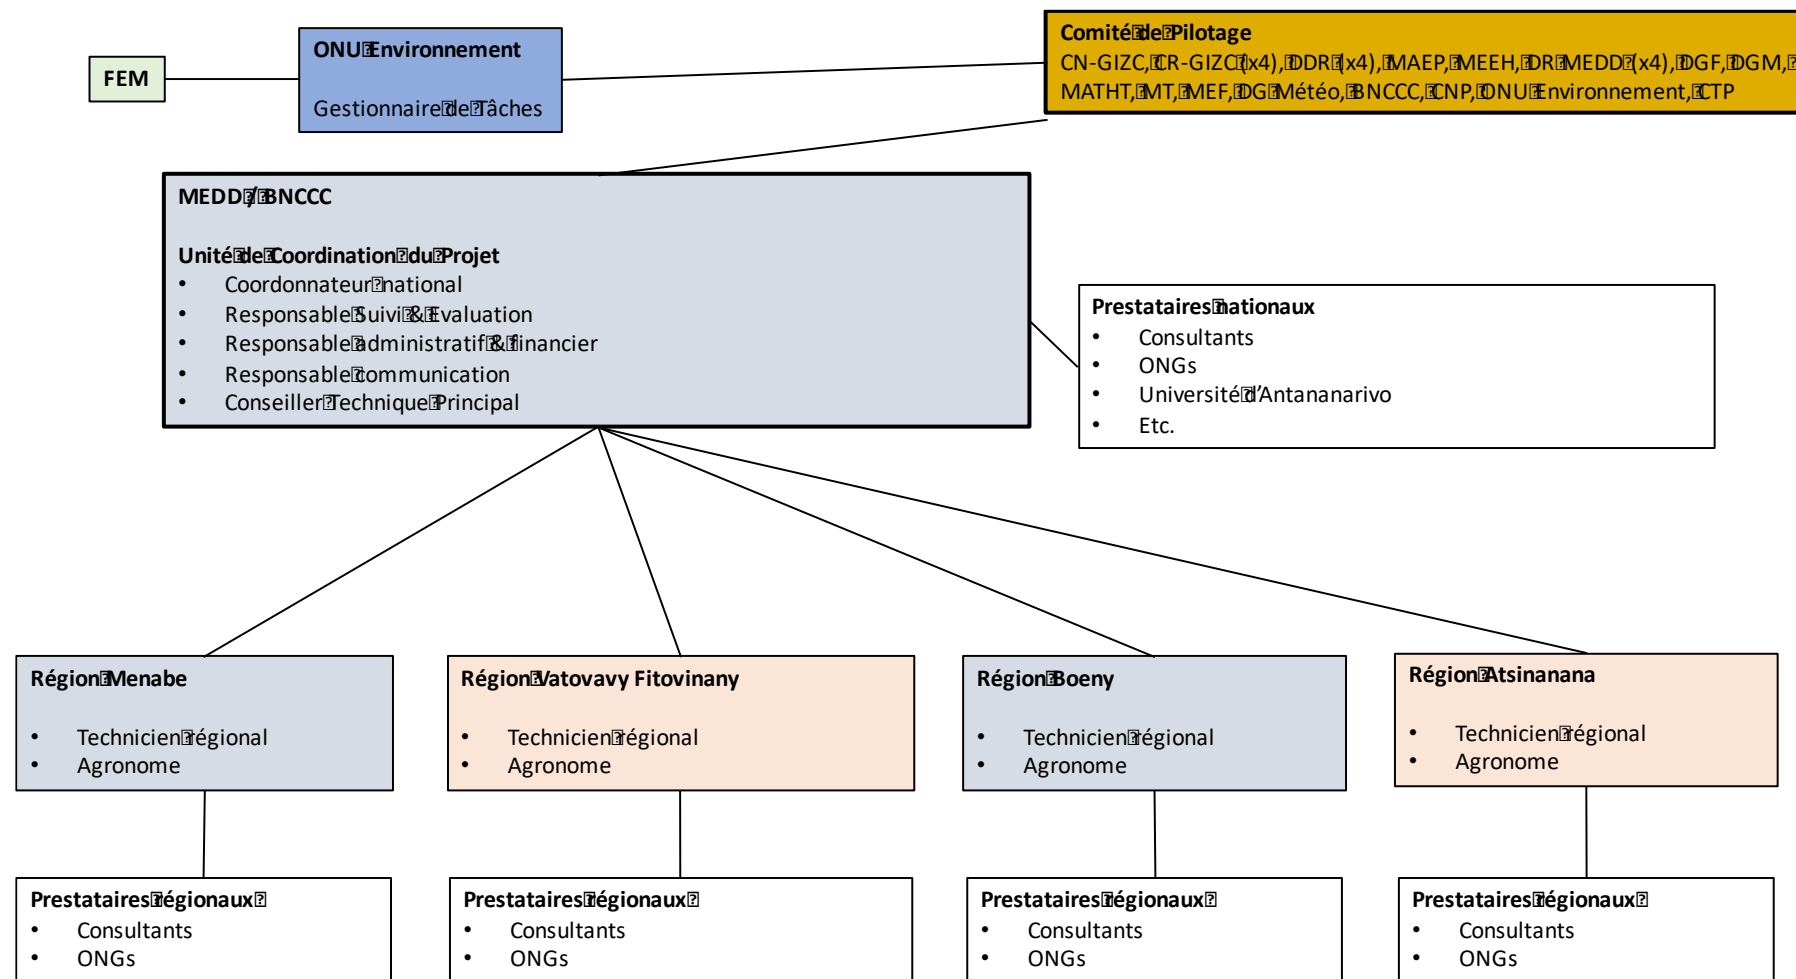 FEM
ONU Environnement
Gestionnaire de Tâches
Comité de Pilotage
CN-GIZC, CR-GIZC (x4), DDR (x4), MAEP, MEEH, DR MEDD (x4), DGF, DGM,
MATHT, MT, MEF, DG Météo, BNCCC, CNP, ONU Environnement, CTP
MEDD / BNCCC
Unité de Coordination du Projet
• Coordonnateur national
• Responsable Suivi & Evaluation
• Responsable administratif & financier
• Responsable communication
• Conseiller Technique Principal
Prestataires nationaux
• Consultants
• ONGs
• Université d’Antananarivo
• Etc.
Région Menabe
• Technicien régional
• Agronome
Région Vatovavy Fitovinany
• Technicien régional
• Agronome
Région Boeny
• Technicien régional
• Agronome
Région Atsinanana
• Technicien régional
• Agronome
Prestataires régionaux
• Consultants
• ONGs
Prestataires régionaux
• Consultants
• ONGs
Prestataires régionaux
• Consultants
• ONGs
Prestataires régionaux
• Consultants
• ONGs